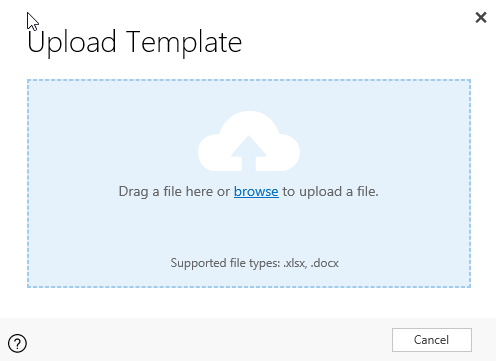 Upload Template
Drag a file here or browse to upload a file.
Supported file types: .xlsx, .docx
Cancel